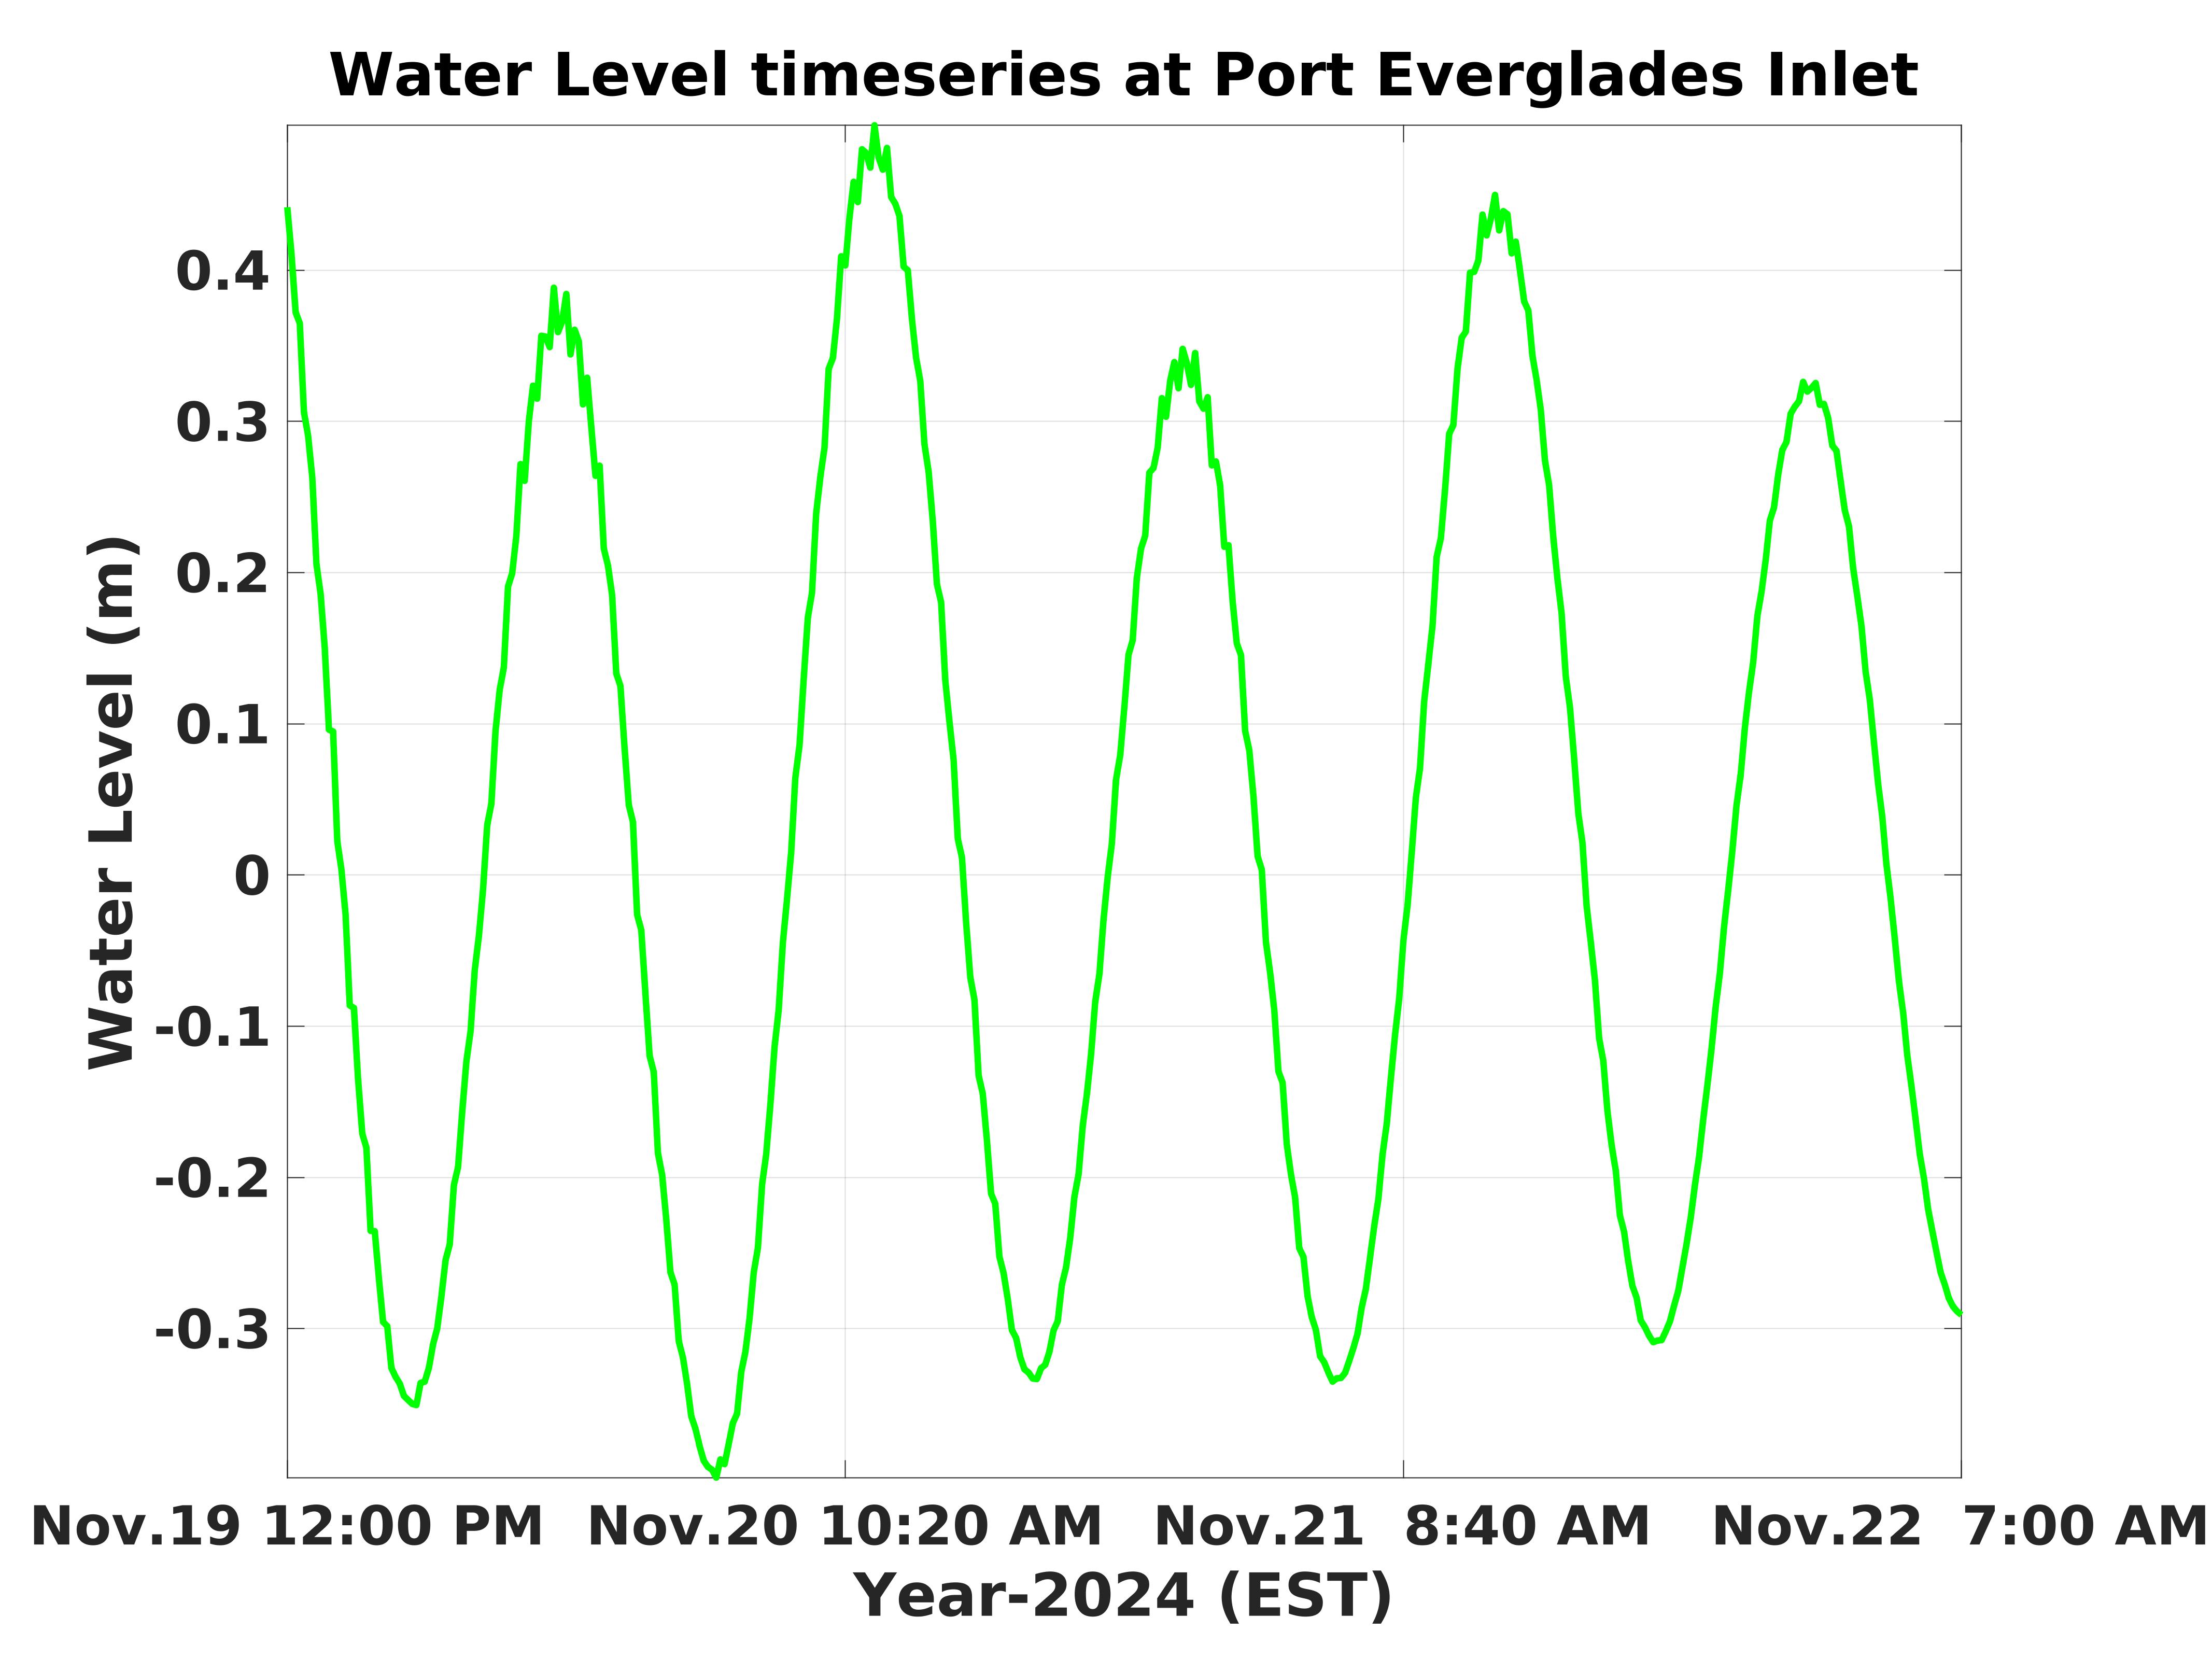 Water Level timeseries at Port Everglades Inlet
0.4
0.3
0.2
0.1
0
-0.1
-0.2
-0.3
Water Level (m)
Nov.19 12:00 PM Nov.20 10:20 AM Nov.21 8:40 AM Nov.22 7:00 AM
Year-2024 (EST)